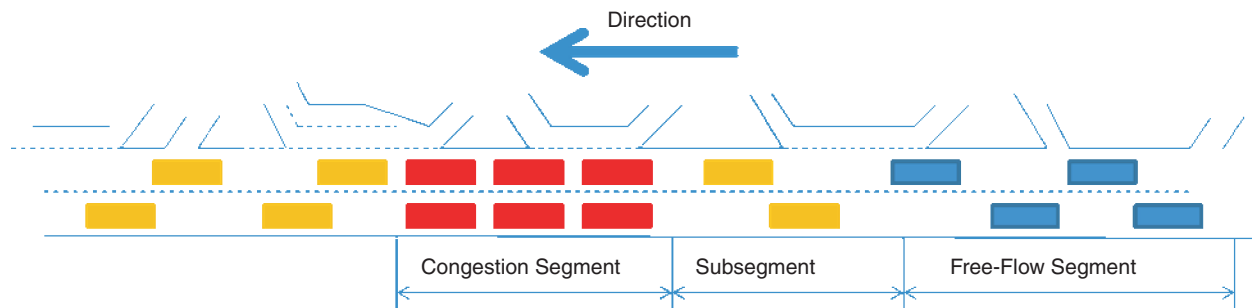 Direction
Congestion Segment
Subsegment
Free-Flow Segment